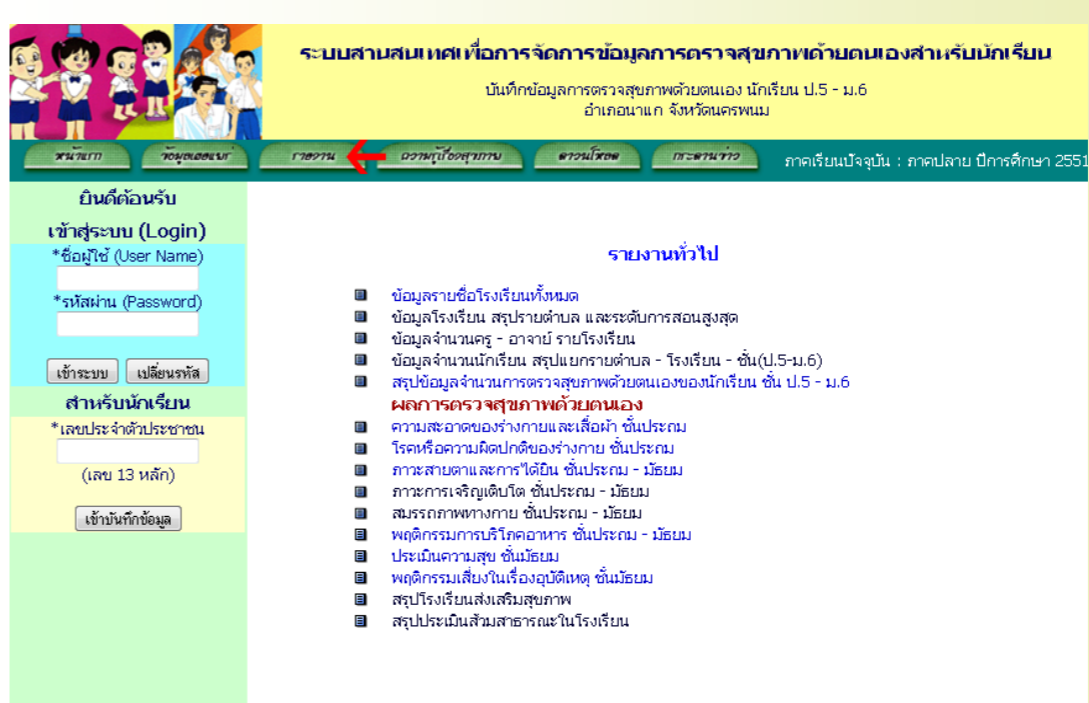 ระบบสานสนเทศเพื่อการจัดการข้อมูลการตรวจสุขภาพด้วยตนเองสำหรับนักเรียน
บันทึกข้อมูลการตรวจสุขภาพด้วยตนเอง นักเรียน ป.5 - ม.6
อำเภอนาแก จังหวัดนครพนม
หน้าแรก
ข้อมูลเผยแพร่
รายงาน
ความรู้เรื่องสุขภาพ
ดาวน์โหลด
กระดานข่าว
ภาคเรียนปัจจุบัน : ภาคปลาย ปีการศึกษา 2551
ยินดีต้อนรับ
เข้าสู่ระบบ (Login)
*ชื่อผู้ใช้ (User Name)
*รหัสผ่าน (Password)
เข้าระบบ
เปลี่ยนรหัส
สำหรับนักเรียน
*เลขประจำตัวประชาชน
(เลข 13 หลัก)
เข้าบันทึกข้อมูล
รายงานทั่วไป
ข้อมูลรายชื่อโรงเรียนทั้งหมด
ข้อมูลโรงเรียน สรุปรายตำบล และระดับการสอนสูงสุด
ข้อมูลจำนวนครู - อาจาย์ รายโรงเรียน
ข้อมูลจำนวนนักเรียน สรุปแยกรายตำบล - โรงเรียน - ชั้น(ป.5-ม.6)
สรุปข้อมูลจำนวนการตรวจสุขภาพด้วยตนเองของนักเรียน ชั้น ป.5 - ม.6
ผลการตรวจสุขภาพด้วยตนเอง
ความสะอาดของร่างกายและเสื้อผ้า ชั้นประถม
โรคหรือความผิดปกติของร่างกาย ชั้นประถม
ภาวะสายตาและการได้ยิน ชั้นประถม - มัธยม
ภาวะการเจริญเติบโต ชั้นประถม - มัธยม
สมรรถภาพทางกาย ชั้นประถม - มัธยม
พฤติกรรมการบริโภคอาหาร ชั้นประถม - มัธยม
ประเมินความสุข ชั้นมัธยม
พฤติกรรมเสี่ยงในเรื่องอุบัติเหตุ ชั้นมัธยม
สรุปโรงเรียนส่งเสริมสุขภาพ
สรุปประเมินส้วมสาธารณะในโรงเรียน